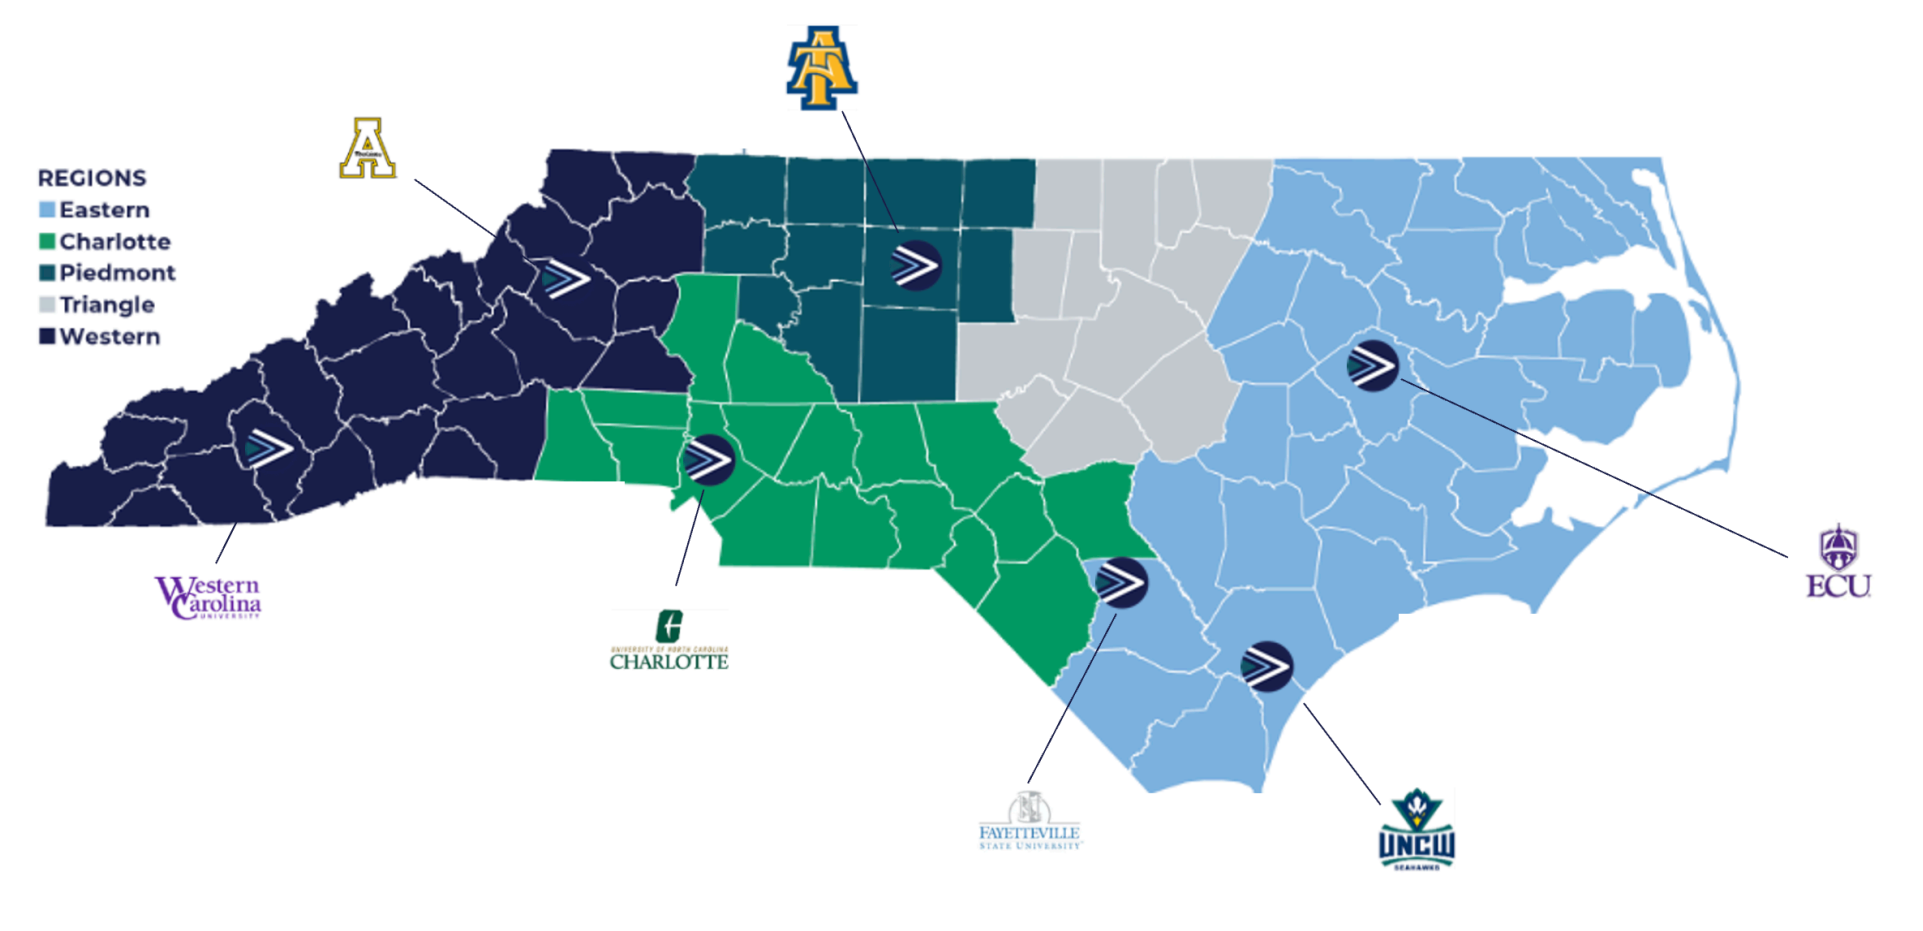 REGIONS
Eastern
Charlotte
Piedmont
Triangle
Western
A
AT
Western
Carolina
UNIVERSITY
C
UNIVERSITY OF NORTH CAROLINA
CHARLOTTE
FAYETTEVILLE
STATE UNIVERSITY
ECU
UNCW
SEAHAWKS